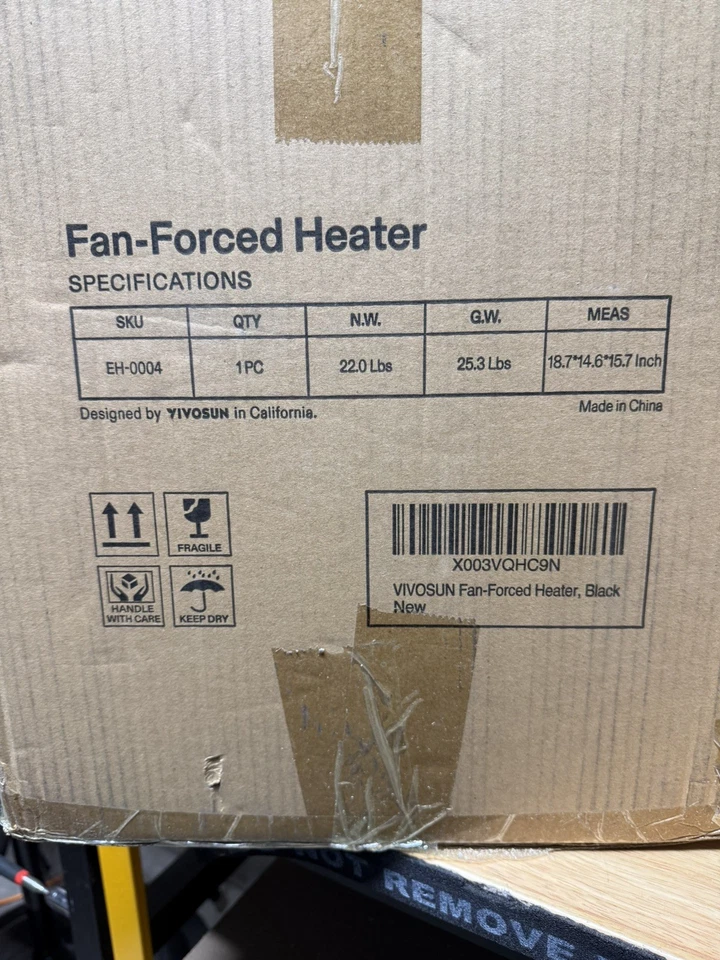 Fan-Forced Heater
SPECIFICATIONS
SKU QTY N.W. G.W. MEAS
EH-0004 1PC 22.0 Lbs 25.3 Lbs 18.7*14.6*15.7 Inch
Designed by VIVOSUN in California. Made in China
FRAGILE
HANDLE
WITH CARE
KEEP DRY
X003VQHC9N
VIVOSUN Fan-Forced Heater, Black
New
NOT REMOVE